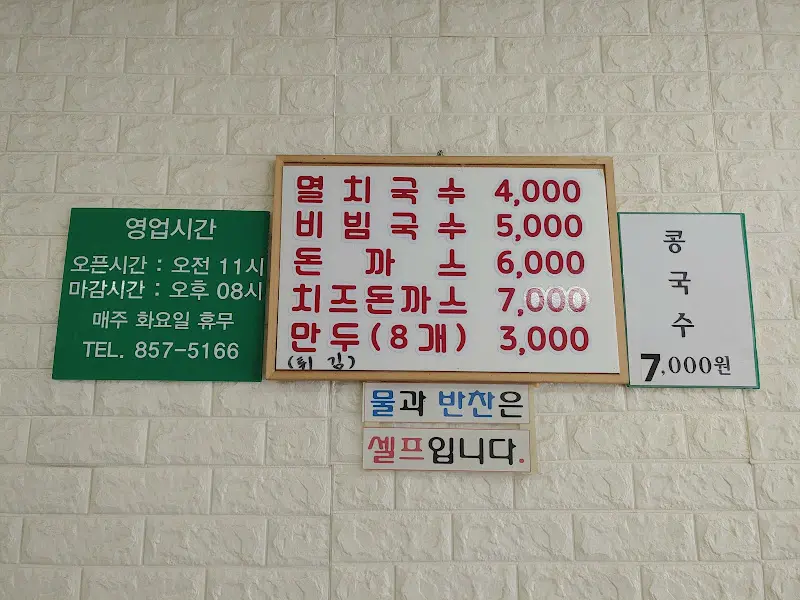 영업시간
오픈시간 : 오전 11시
마감시간 : 오후 08시
매주 화요일 휴무
TEL. 857-5166
멸치국수 4,000
비빔국수 5,000
돈까스 6,000
치즈돈까스 7,000
만두(8개) 3,000
(튀김)
콩
국
수
7,000원
물과 반찬은
셀프입니다.